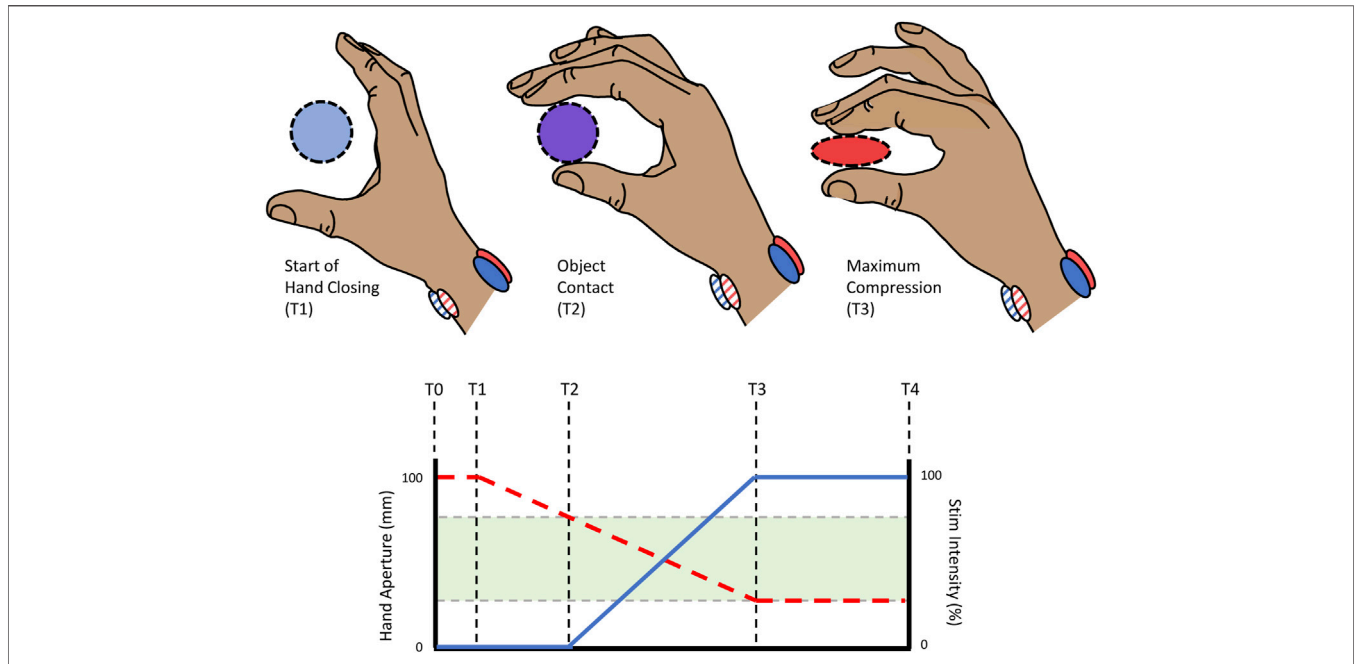 Start of
Hand Closing
(T1)
Object
Contact
(T2)
Maximum
Compression
(T3)
T0 T1 T2 T3 T4
100 100
Hand Aperture (mm)
Stim Intensity (%)
0 0